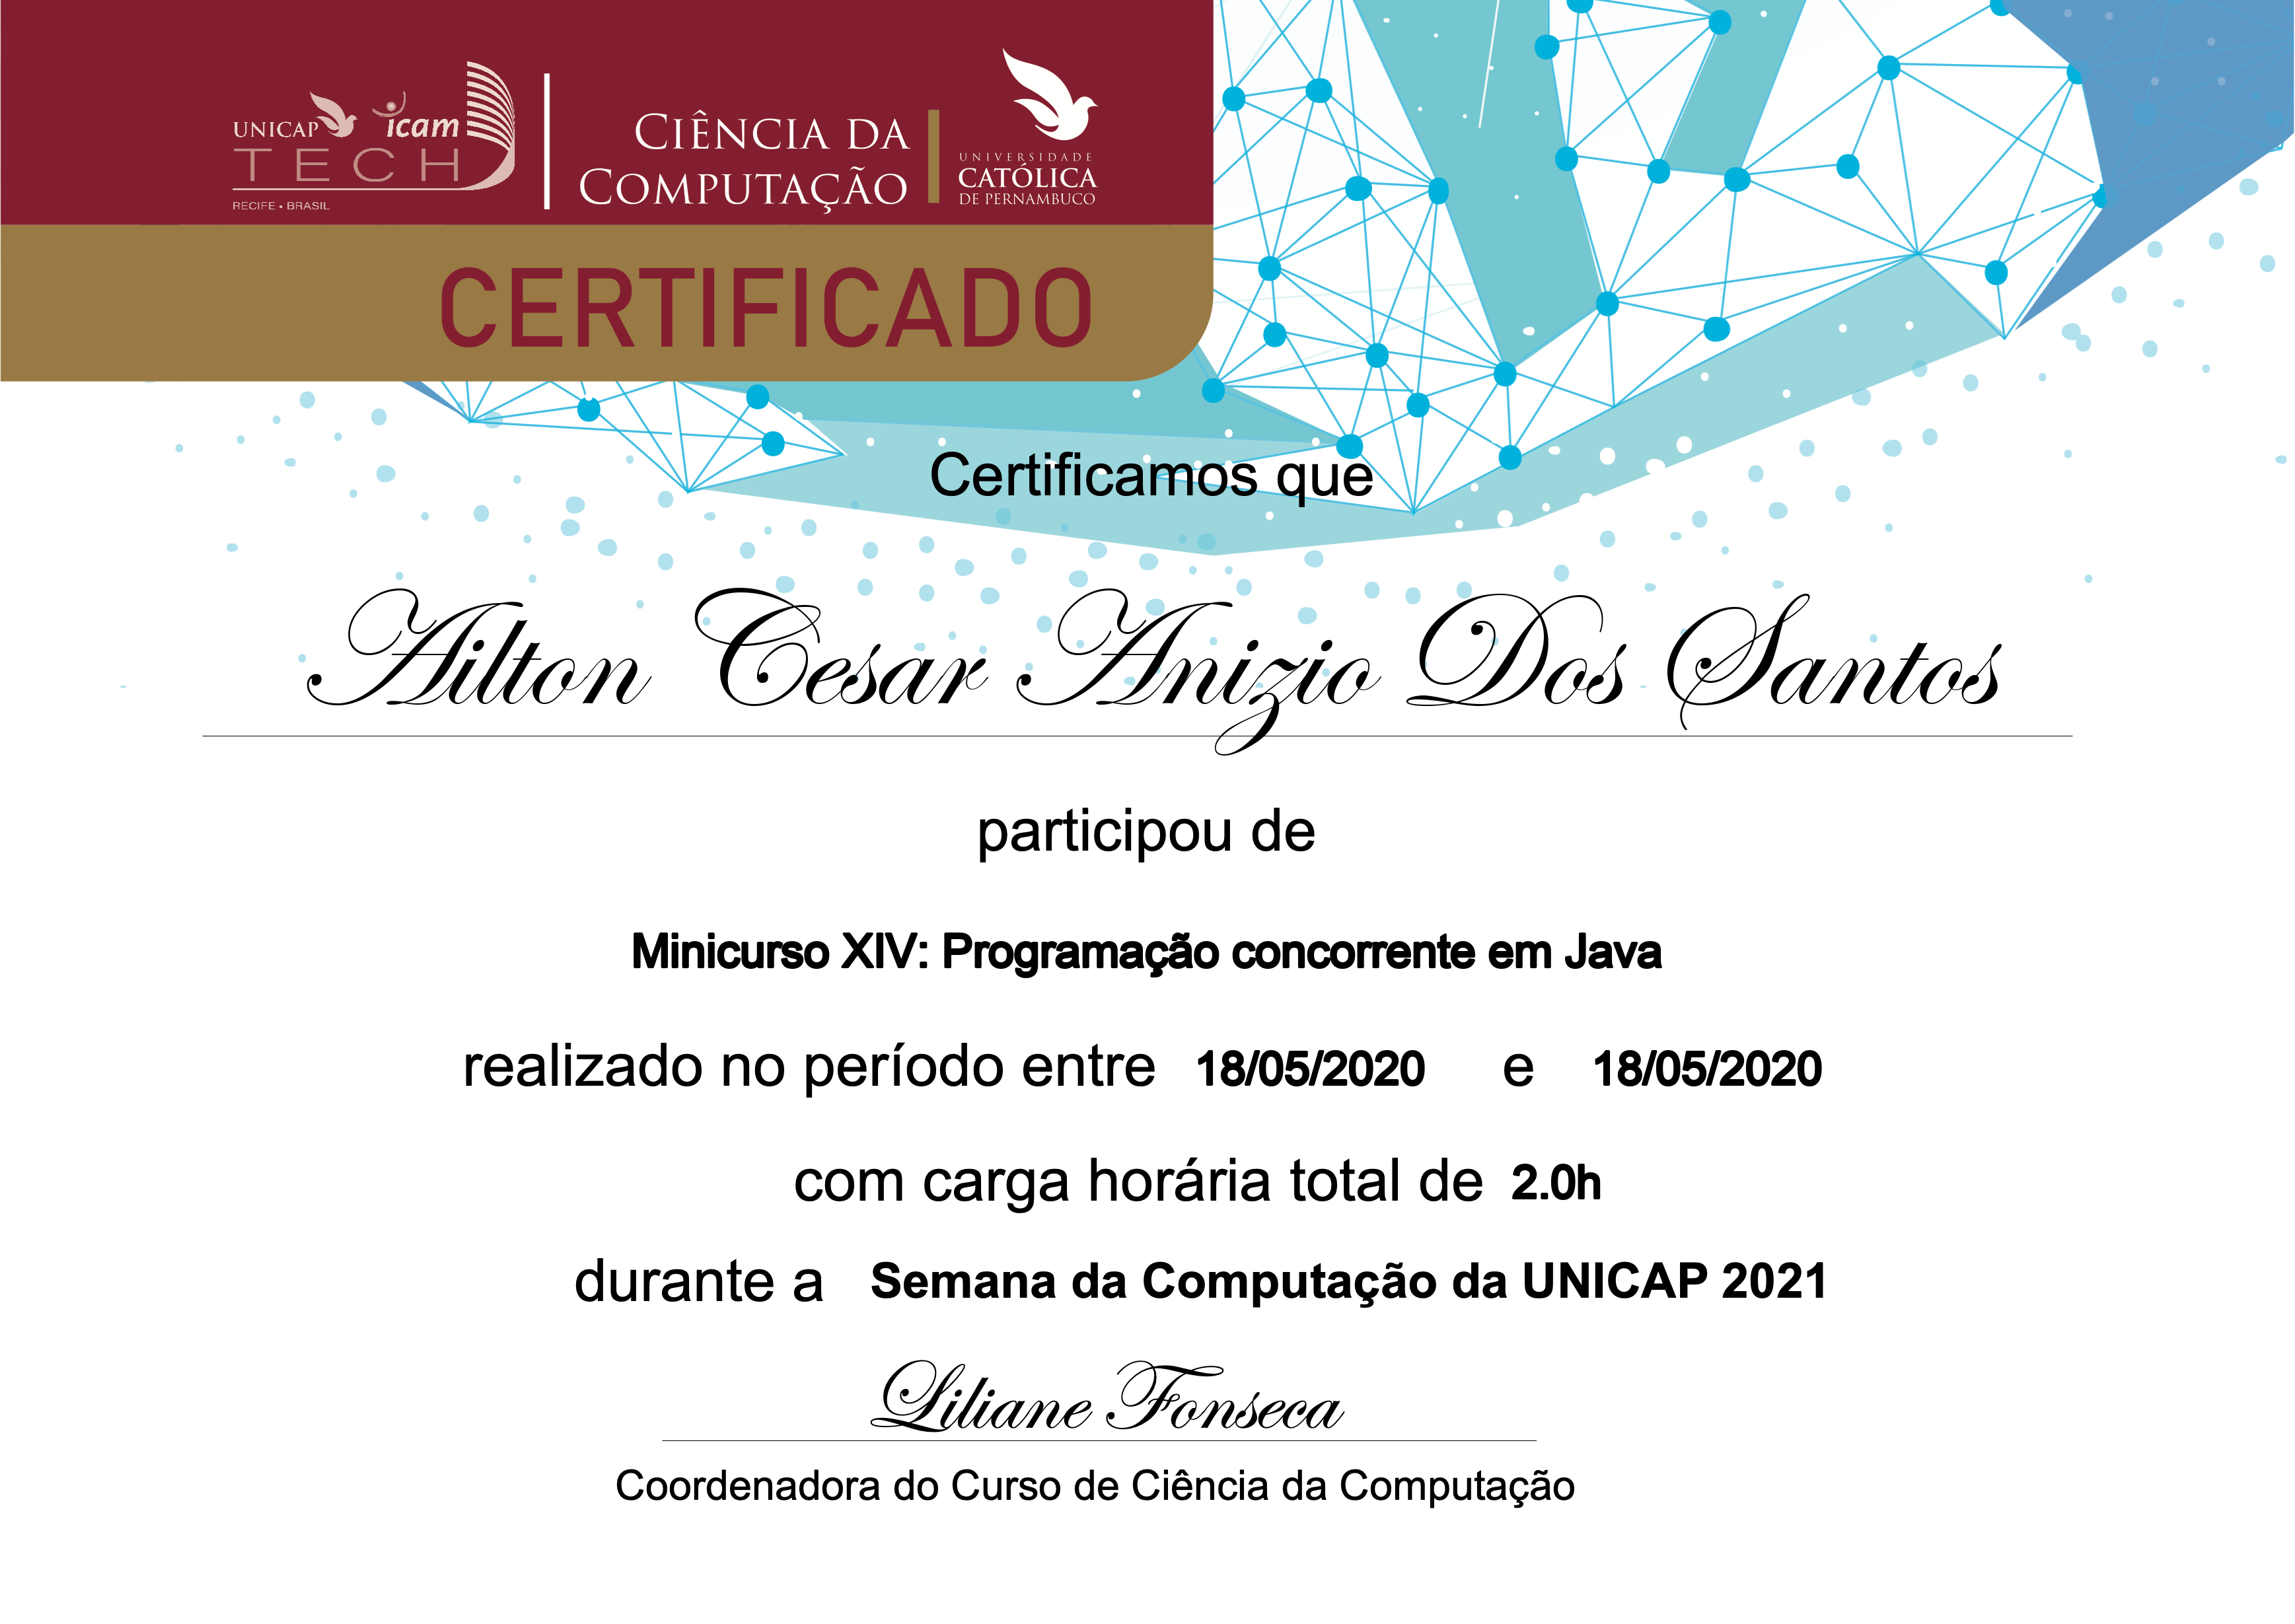 UNICAP icam
TECH
RECIFE • BRASIL
CIÊNCIA DA
COMPUTAÇÃO
UNIVERSIDADE
CATÓLICA
DE PERNAMBUCO
CERTIFICADO
Certificamos que
Ailton Cesar Anizio Dos Santos
participou de
Minicurso XIV: Programação concorrente em Java
realizado no período entre 18/05/2020 e 18/05/2020
com carga horária total de 2.0h
durante a Semana da Computação da UNICAP 2021
Liliane Fonseca
Coordenadora do Curso de Ciência da Computação